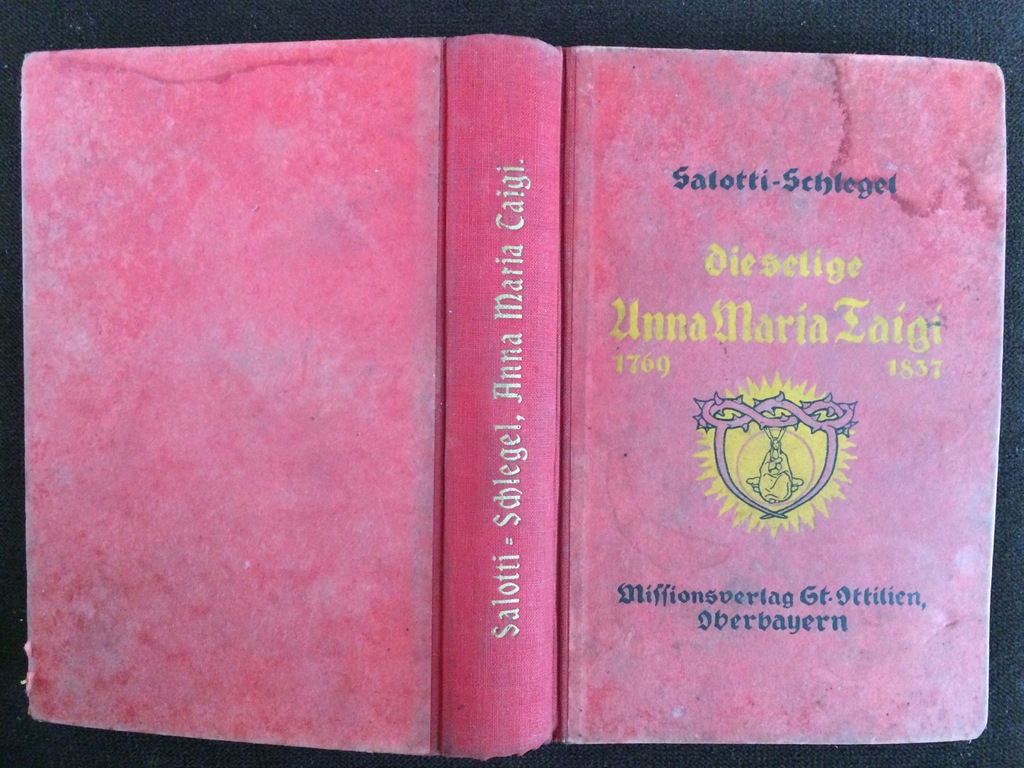 Salotti-Schlegel, Anna Maria Taigi.
Salotti-Schlegel
Die selige
Anna Maria Taigi
1769 1837
Missionsverlag St. Ottilien,
Oberbayern